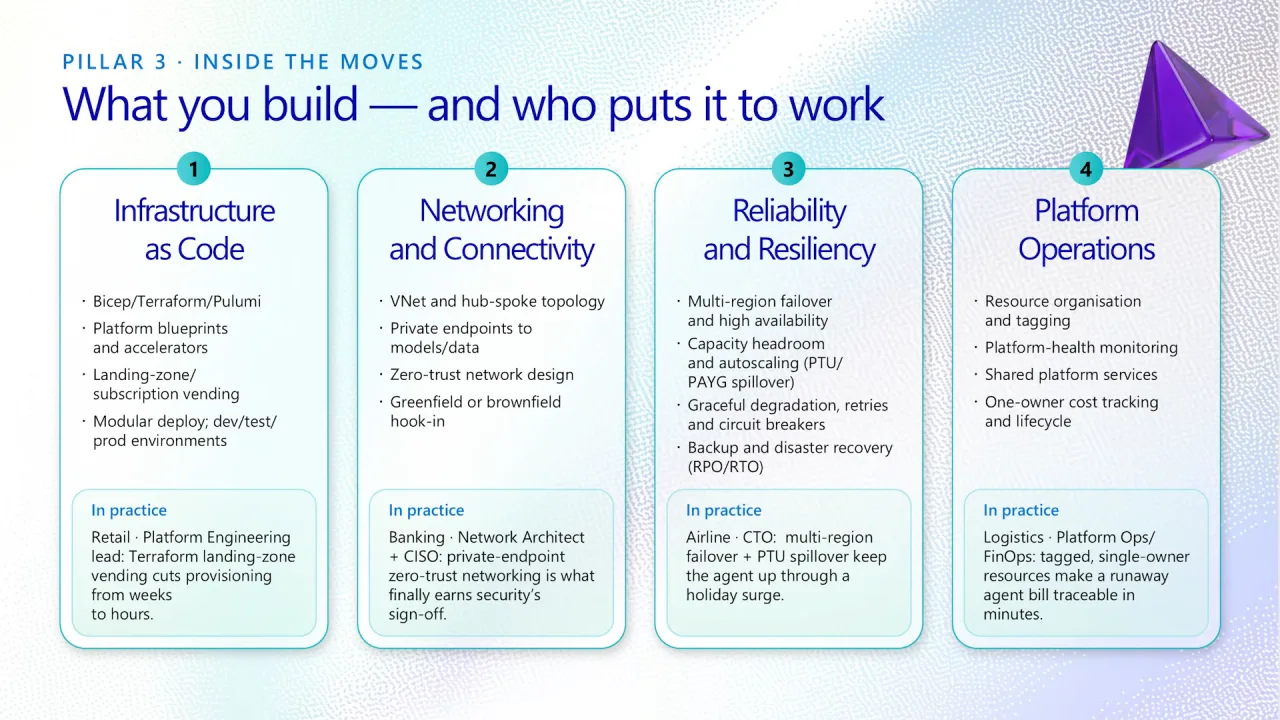 PILLAR 3 · INSIDE THE MOVES
What you build — and who puts it to work
1
Infrastructure
as Code
· Bicep/Terraform/Pulumi
· Platform blueprints
and accelerators
· Landing-zone/
subscription vending
· Modular deploy; dev/test/
prod environments
In practice
Retail · Platform Engineering
lead: Terraform landing-zone
vending cuts provisioning
from weeks
to hours.
2
Networking
and Connectivity
· VNet and hub-spoke topology
· Private endpoints to
models/data
· Zero-trust network design
· Greenfield or brownfield
hook-in
In practice
Banking · Network Architect
+ CISO: private-endpoint
zero-trust networking is what
finally earns security’s
sign-off.
3
Reliability
and Resiliency
· Multi-region failover
and high availability
· Capacity headroom
and autoscaling (PTU/
PAYG spillover)
· Graceful degradation, retries
and circuit breakers
· Backup and disaster recovery
(RPO/RTO)
In practice
Airline · CTO: multi-region
failover + PTU spillover keep
the agent up through a
holiday surge.
4
Platform
Operations
· Resource organisation
and tagging
· Platform-health monitoring
· Shared platform services
· One-owner cost tracking
and lifecycle
In practice
Logistics · Platform Ops/
FinOps: tagged, single-owner
resources make a runaway
agent bill traceable in
minutes.